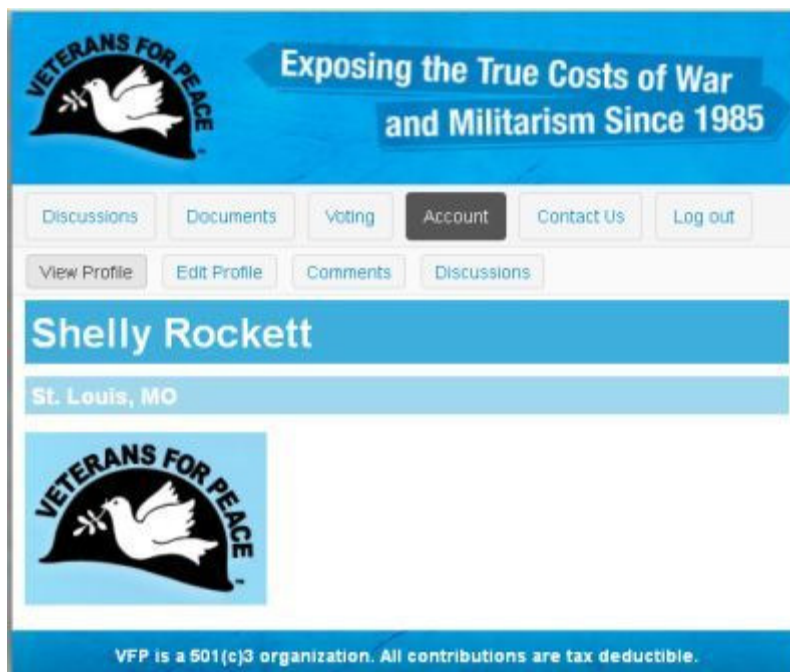 VETERANS FOR PEACE
Exposing the True Costs of War
and Militarism Since 1985
Discussions Documents Voting Account Contact Us Log out
View Profile Edit Profile Comments Discussions
Shelly Rockett
St. Louis, MO
VETERANS FOR PEACE
VFP is a 501(c)3 organization. All contributions are tax deductible.